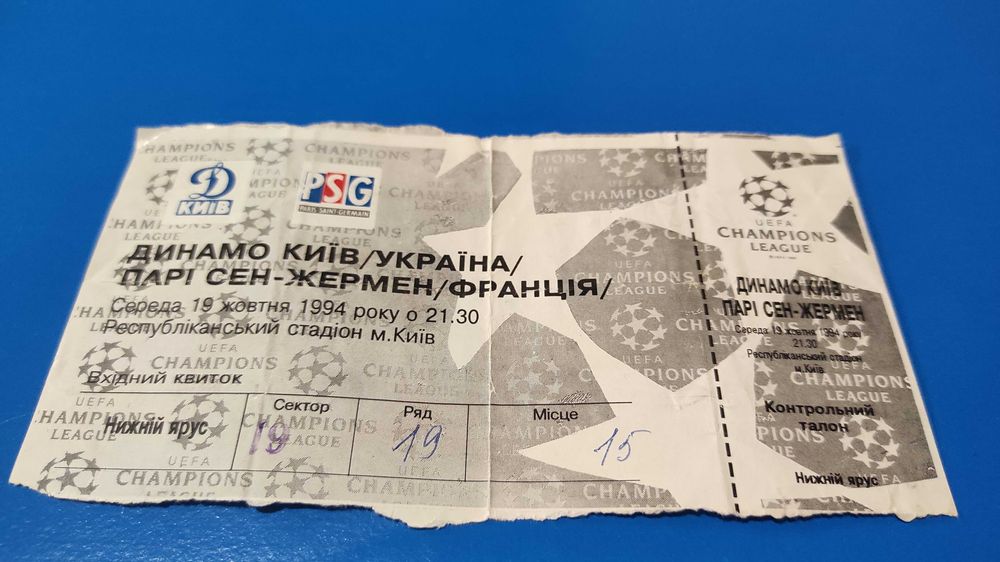 КИЇВ
PSG
PARIS SAINT-GERMAIN
ДИНАМО КИЇВ/УКРАЇНА/
ПАРІ СЕН-ЖЕРМЕН/ФРАНЦІЯ/
Середа 19 жовтня 1994 року о 21.30
Республіканський стадіон м.Київ
Вхідний квиток
Сектор Ряд Місце
Нижній ярус 19 19 15
UEFA
CHAMPIONS
LEAGUE
ДИНАМО КИЇВ
ПАРІ СЕН-ЖЕРМЕН
Середа 19 жовтня 1994 року
21.30
Республіканський стадіон
м.Київ
Контрольний
талон
Нижній ярус